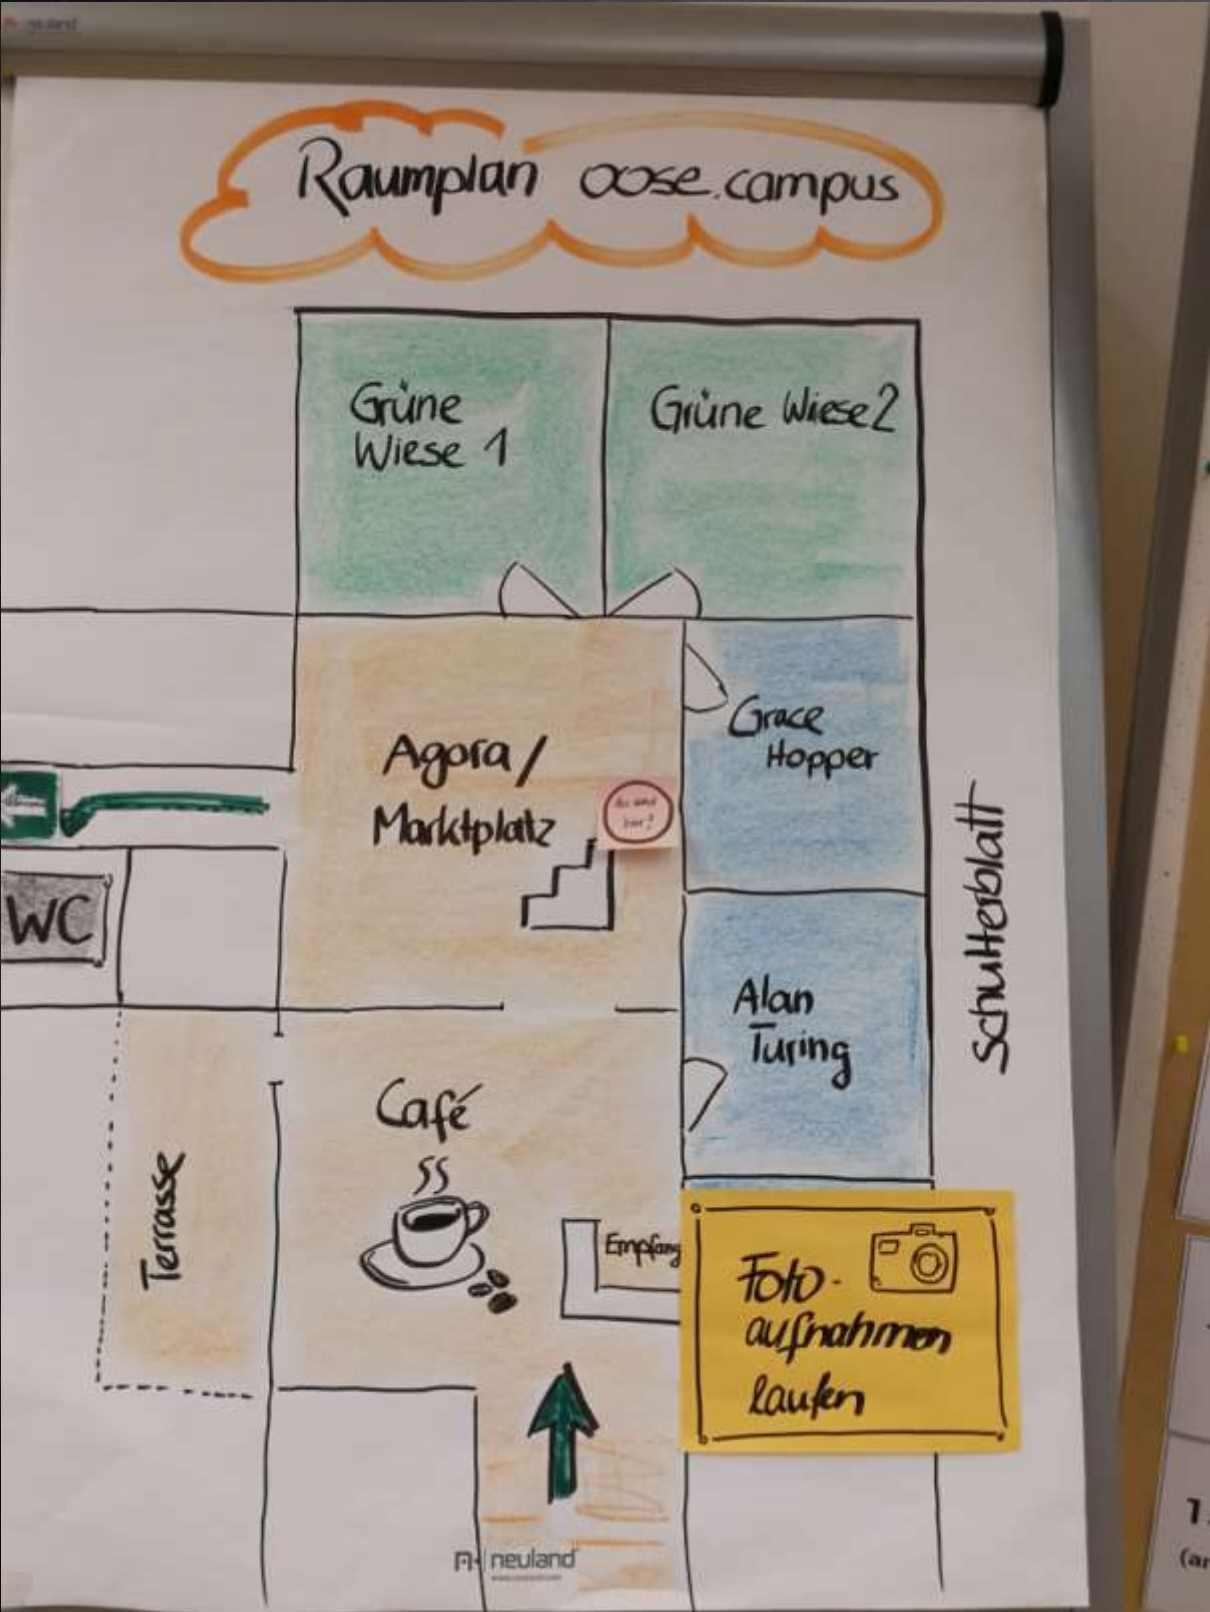 neuland
Raumplan oose.campus
Grüne
Wiese 1
Grüne Wiese 2
Agora /
Marktplatz
Grace
Hopper
WC
Schulterblatt
Alan
Turing
Café
Terrasse
Empfang
Foto-
aufnahmen
laufen
neuland